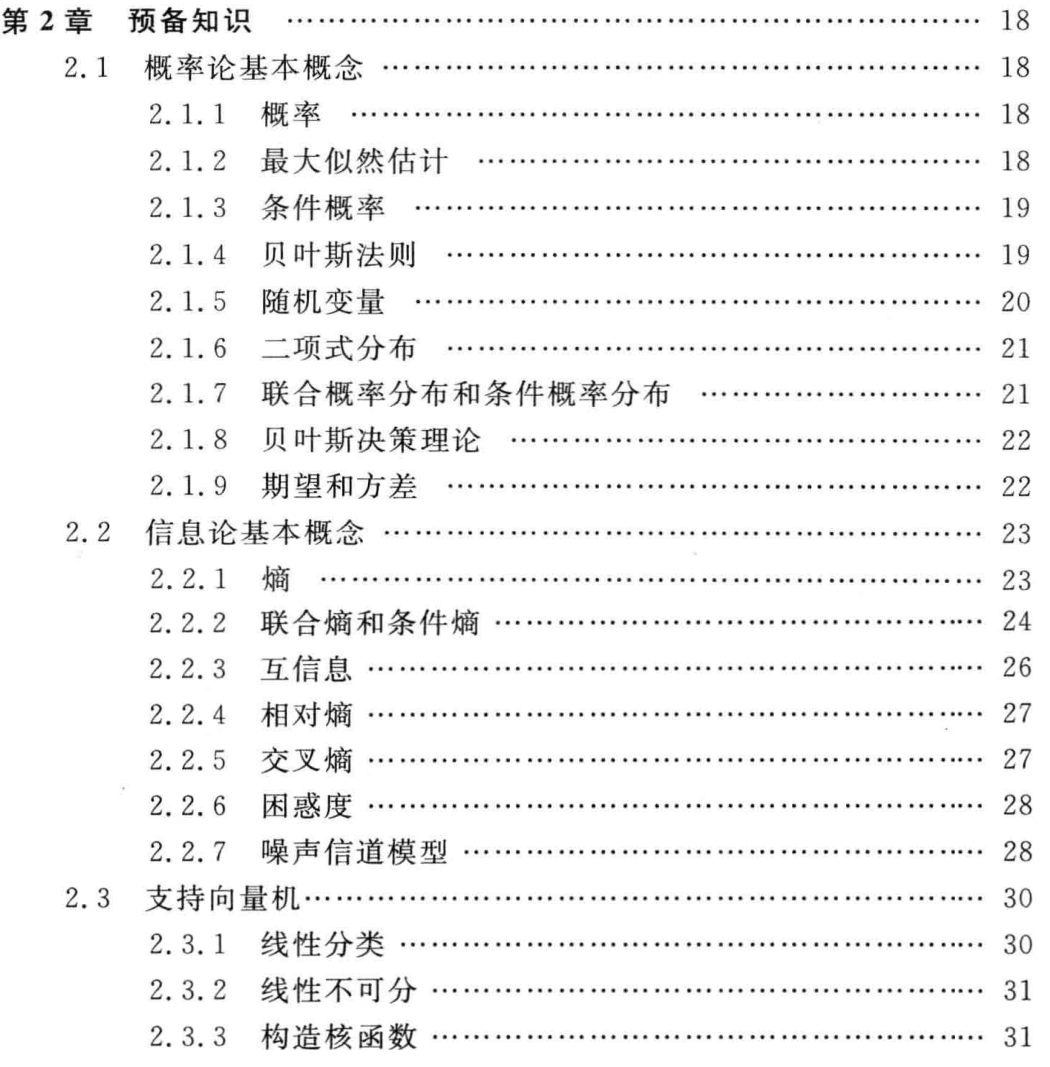 第 2 章 预备知识 …………………………………………………………… 18
2.1 概率论基本概念 …………………………………………………… 18
2.1.1 概率 ……………………………………………………… 18
2.1.2 最大似然估计 …………………………………………… 18
2.1.3 条件概率 ………………………………………………… 19
2.1.4 贝叶斯法则 ……………………………………………… 19
2.1.5 随机变量 ………………………………………………… 20
2.1.6 二项式分布 ……………………………………………… 21
2.1.7 联合概率分布和条件概率分布 ………………………… 21
2.1.8 贝叶斯决策理论 ………………………………………… 22
2.1.9 期望和方差 ……………………………………………… 22
2.2 信息论基本概念 …………………………………………………… 23
2.2.1 熵 ………………………………………………………… 23
2.2.2 联合熵和条件熵 ………………………………………… 24
2.2.3 互信息 …………………………………………………… 26
2.2.4 相对熵 …………………………………………………… 27
2.2.5 交叉熵 …………………………………………………… 27
2.2.6 困惑度 …………………………………………………… 28
2.2.7 噪声信道模型 …………………………………………… 28
2.3 支持向量机 ………………………………………………………… 30
2.3.1 线性分类 ………………………………………………… 30
2.3.2 线性不可分 ……………………………………………… 31
2.3.3 构造核函数 ……………………………………………… 31